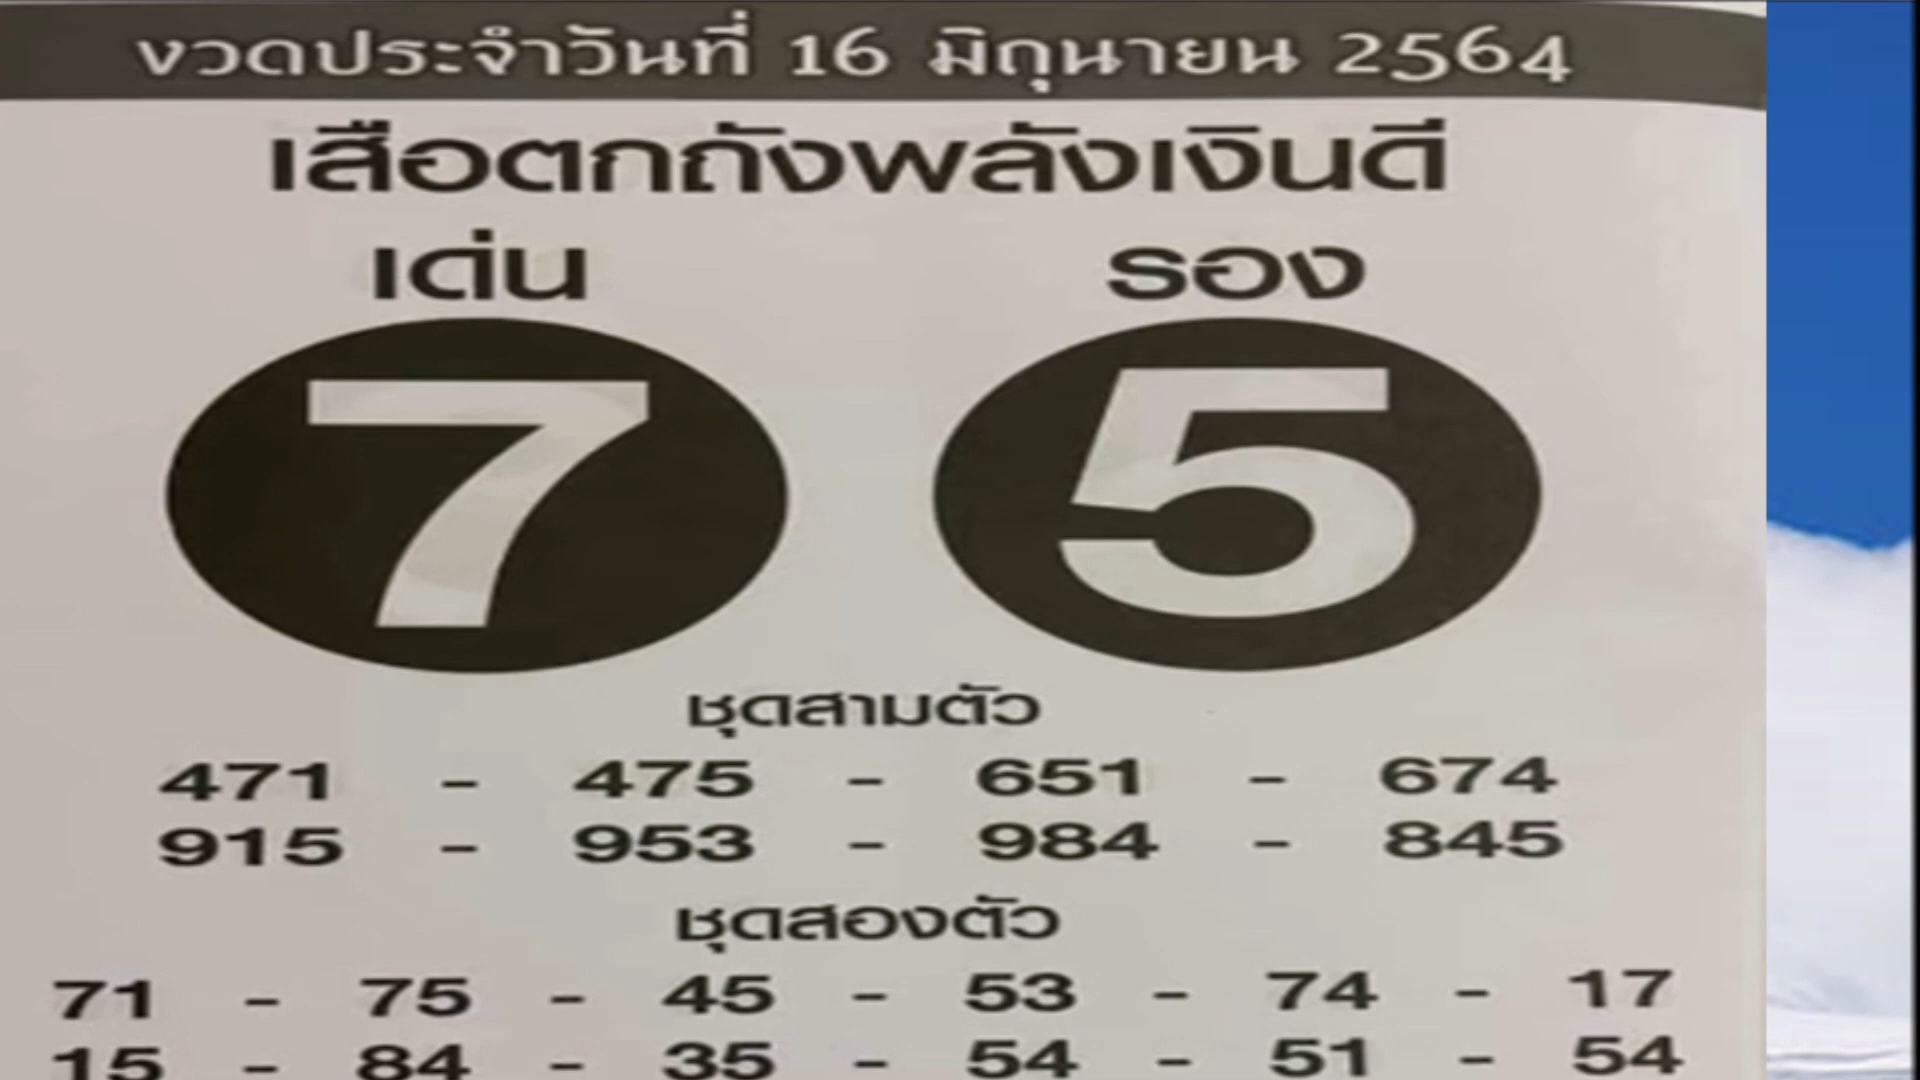 งวดประจำวันที่ 16 มิถุนายน 2564
เสือตกถังพลังเงินดี
เด่น รอง
7 5
ชุดสามตัว
471 - 475 - 651 - 674
915 - 953 - 984 - 845
ชุดสองตัว
71 - 75 - 45 - 53 - 74 - 17
15 - 84 - 35 - 54 - 51 - 54